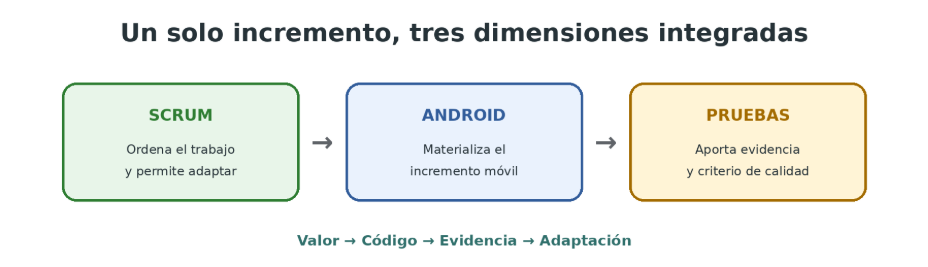 Un solo incremento, tres dimensiones integradas
SCRUM
Ordena el trabajo
y permite adaptar
→
ANDROID
Materializa el
incremento móvil
→
PRUEBAS
Aporta evidencia
y criterio de calidad
Valor → Código → Evidencia → Adaptación